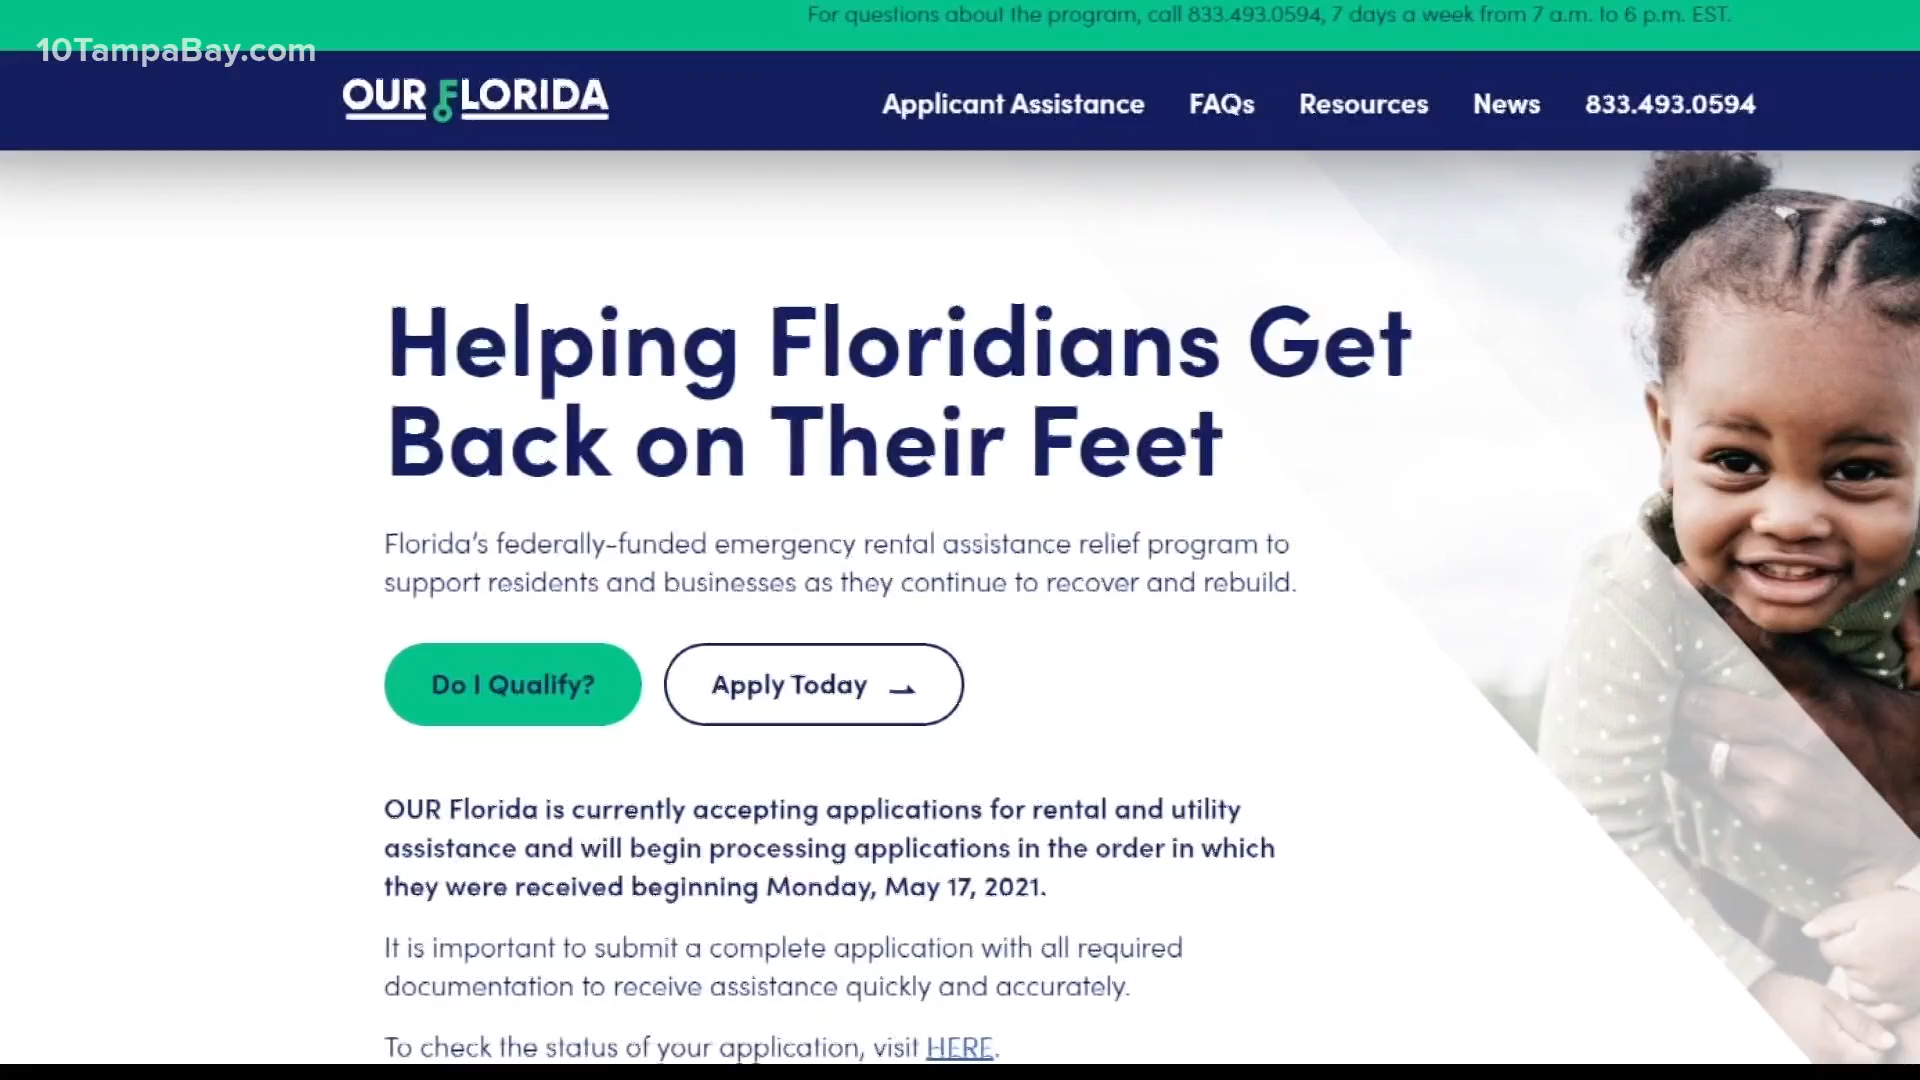 For questions about the program, call 833.493.0594, 7 days a week from 7 a.m. to 6 p.m. EST.
10TampaBay.com
OUR FLORIDA
Applicant Assistance FAQs Resources News 833.493.0594
Helping Floridians Get
Back on Their Feet
Florida's federally-funded emergency rental assistance relief program to
support residents and businesses as they continue to recover and rebuild.
Do I Qualify? Apply Today
OUR Florida is currently accepting applications for rental and utility
assistance and will begin processing applications in the order in which
they were received beginning Monday, May 17, 2021.
It is important to submit a complete application with all required
documentation to receive assistance quickly and accurately.
To check the status of your application, visit HERE.